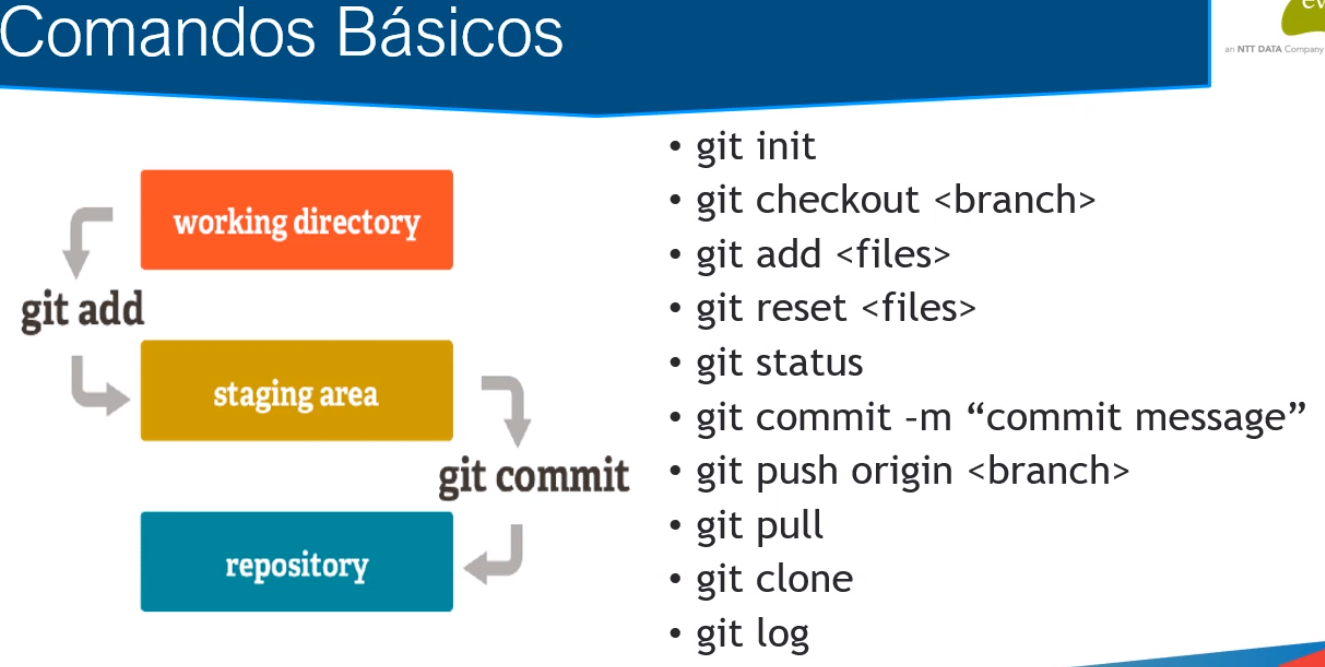 Comandos Básicos
an NTT DATA Company
working directory
git add
staging area
git commit
repository
• git init
• git checkout <branch>
• git add <files>
• git reset <files>
• git status
• git commit –m “commit message”
• git push origin <branch>
• git pull
• git clone
• git log